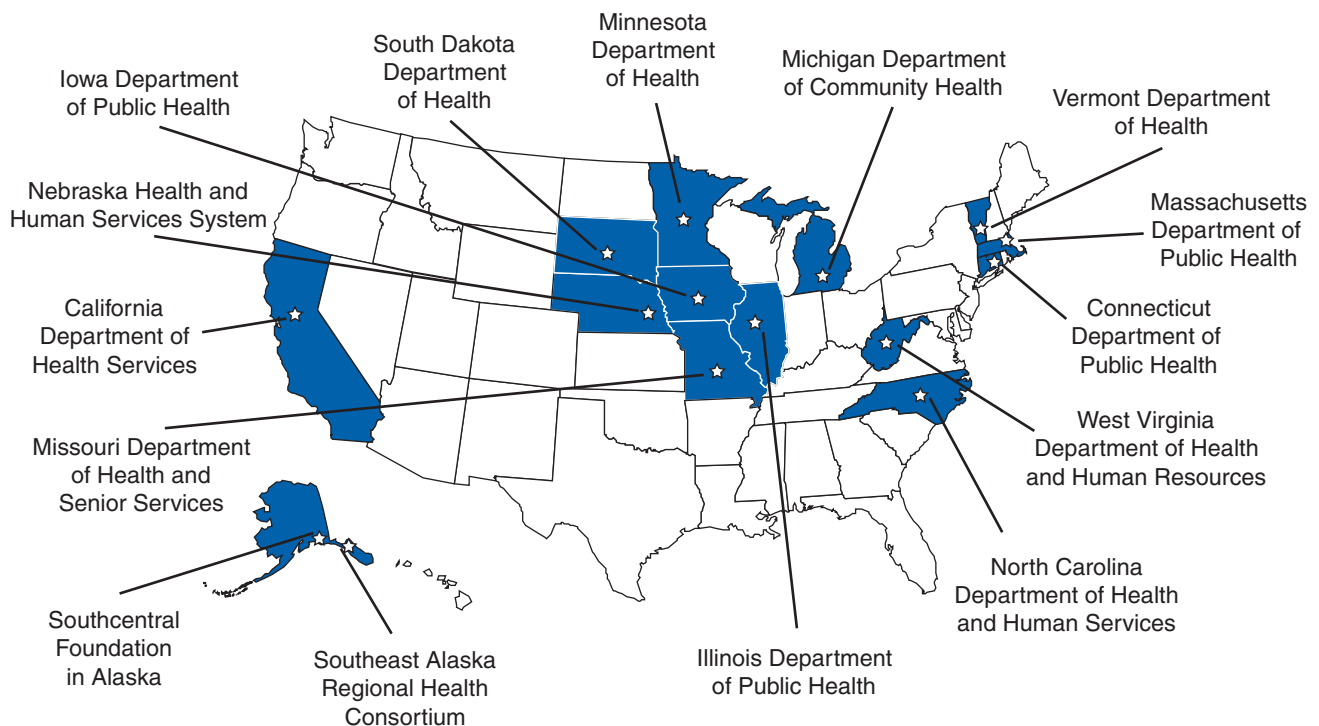 Minnesota
Department
of Health
South Dakota
Department
of Health
Michigan Department
of Community Health
Iowa Department
of Public Health
Vermont Department
of Health
Nebraska Health and
Human Services System
Massachusetts
Department of
Public Health
California
Department of
Health Services
Connecticut
Department of
Public Health
Missouri Department
of Health and
Senior Services
West Virginia
Department of Health
and Human Resources
North Carolina
Department of Health
and Human Services
Southcentral
Foundation
in Alaska
Southeast Alaska
Regional Health
Consortium
Illinois Department
of Public Health